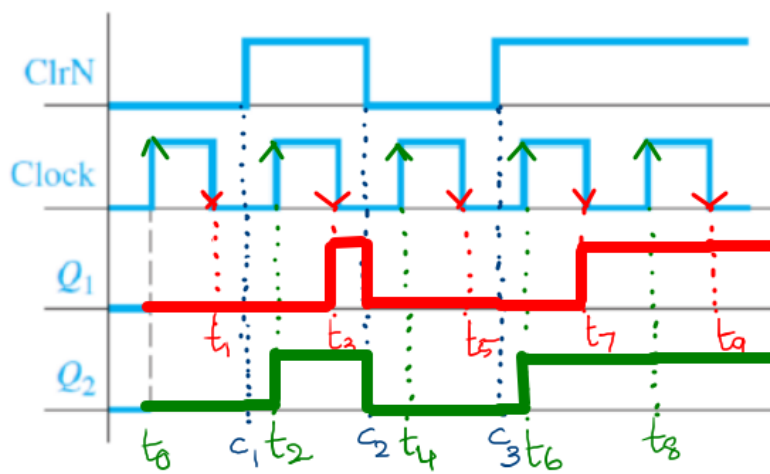 ClrN
Clock
Q₁
t₁ t₃ t₅ t₇ t₉
Q₂
t₀ c₁ t₂ c₂ t₄ c₃ t₆ t₈